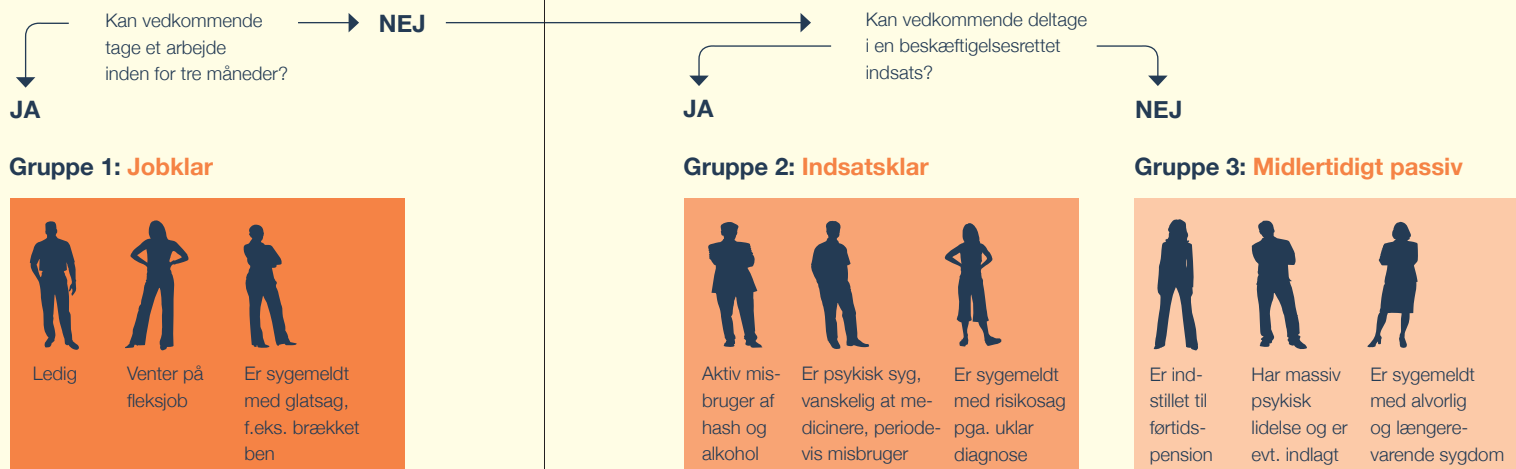 Kan vedkommende
tage et arbejde
inden for tre måneder?
NEJ
JA
Gruppe 1: Jobklar
Ledig
Venter på
fleksjob
Er sygemeldt
med glatsag,
f.eks. brækket
ben
Kan vedkommende deltage
i en beskæftigelsesrettet
indsats?
JA
NEJ
Gruppe 2: Indsatsklar
Aktiv mis-
bruger af
hash og
alkohol
Er psykisk syg,
vanskelig at me-
dicinere, periode-
vis misbruger
Er sygemeldt
med risikosag
pga. uklar
diagnose
Gruppe 3: Midlertidigt passiv
Er ind-
stillet til
førtids-
pension
Har massiv
psykisk
lidelse og er
evt. indlagt
Er sygemeldt
med alvorlig
og længere-
varende sygdom